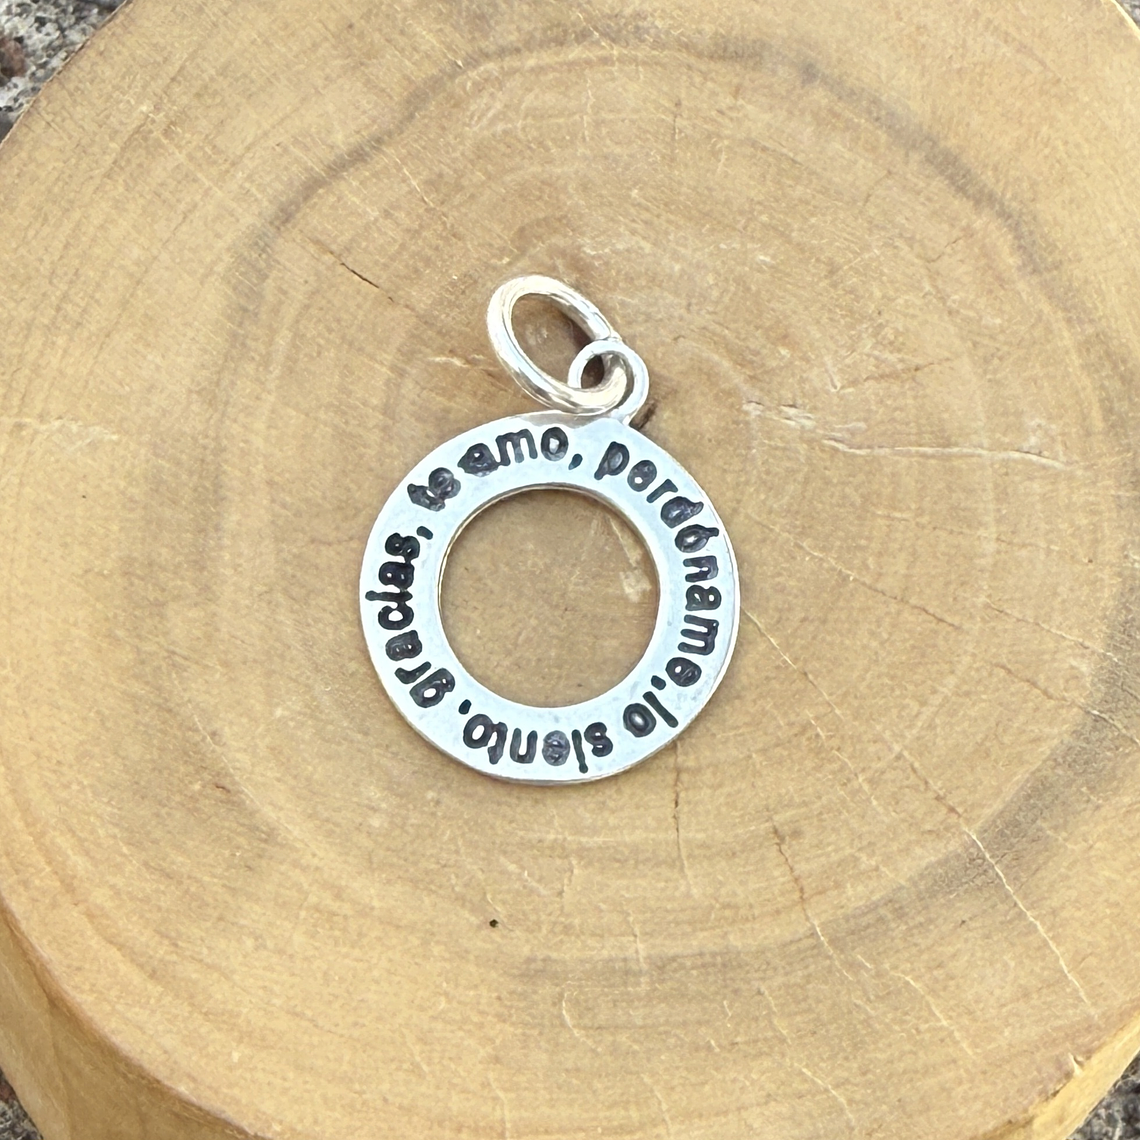 te amo, perdóname, lo siento, gracias,